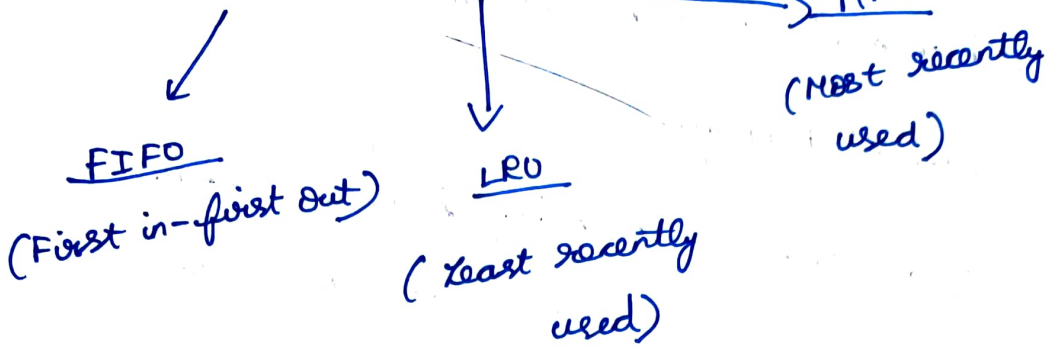 (Most recently
used)
FIFO
(First in-first out)
LRU
(Least recently
used)